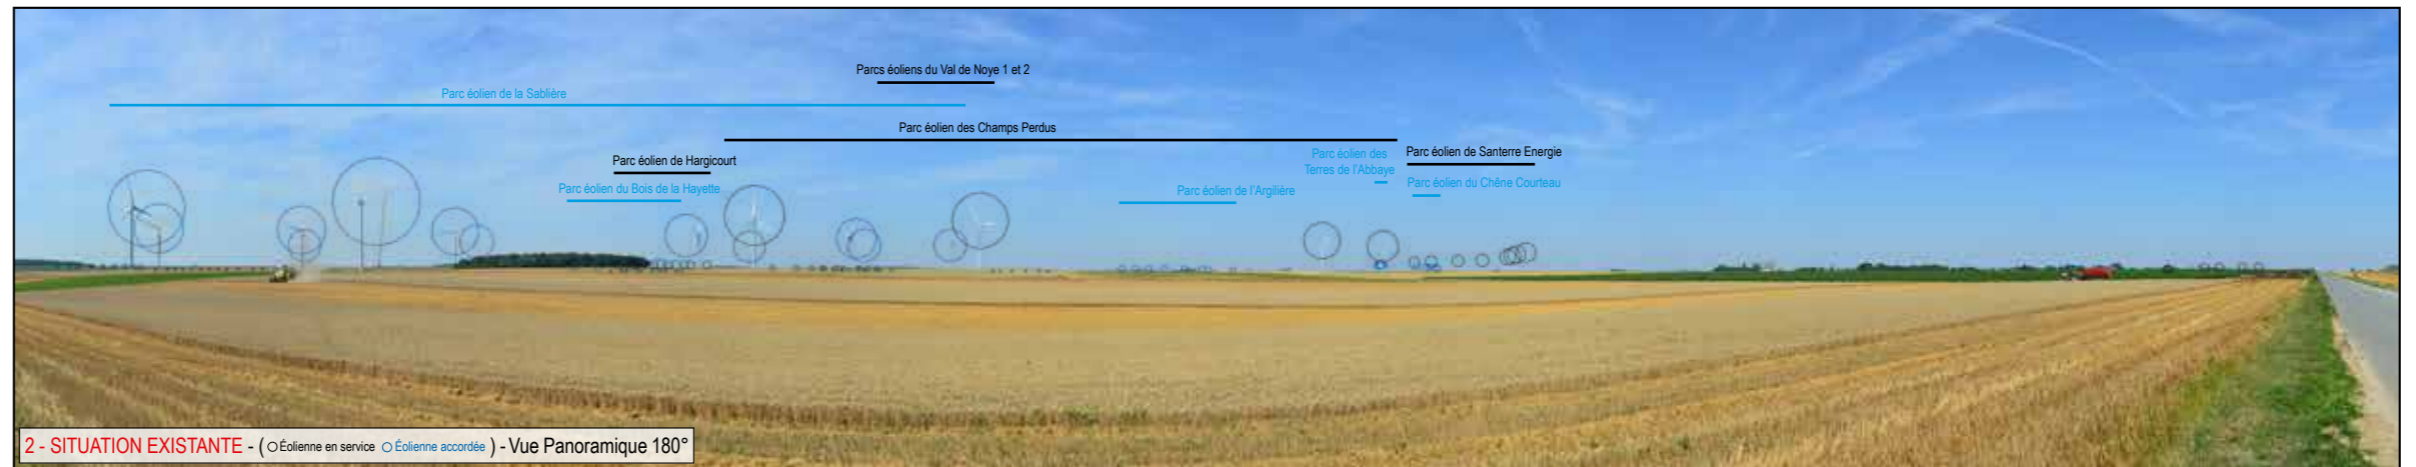 Parcs éoliens du Val de Noye 1 et 2
Parc éolien de la Sablière
Parc éolien des Champs Perdus
Parc éolien de Hargicourt
Parc éolien des
Terres de l'Abbaye
Parc éolien de Santerre Energie
Parc éolien du Bois de la Hayette
Parc éolien de l'Argilière
Parc éolien du Chêne Courteau
2 - SITUATION EXISTANTE - ( Éolienne en service Éolienne accordée ) - Vue Panoramique 180°